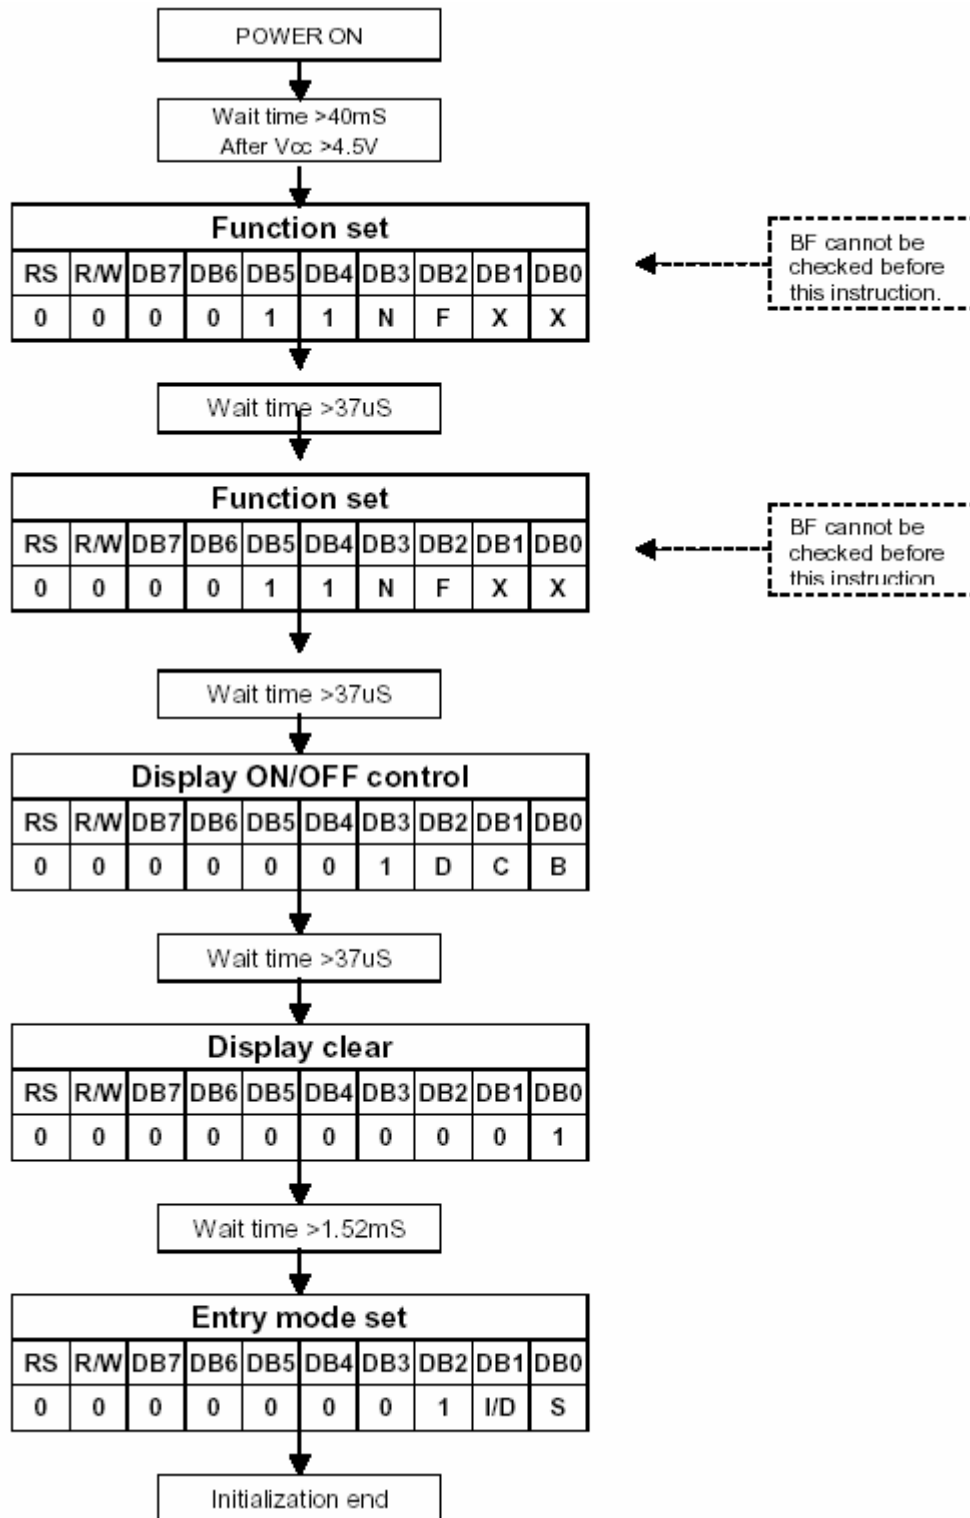 POWER ON
Wait time >40mS
After Vcc >4.5V
Function set
RS R/W DB7 DB6 DB5 DB4 DB3 DB2 DB1 DB0
0 0 0 0 1 1 N F X X
BF cannot be
checked before
this instruction.
Wait time >37uS
Function set
RS R/W DB7 DB6 DB5 DB4 DB3 DB2 DB1 DB0
0 0 0 0 1 1 N F X X
BF cannot be
checked before
this instruction
Wait time >37uS
Display ON/OFF control
RS R/W DB7 DB6 DB5 DB4 DB3 DB2 DB1 DB0
0 0 0 0 0 0 1 D C B
Wait time >37uS
Display clear
RS R/W DB7 DB6 DB5 DB4 DB3 DB2 DB1 DB0
0 0 0 0 0 0 0 0 0 1
Wait time >1.52mS
Entry mode set
RS R/W DB7 DB6 DB5 DB4 DB3 DB2 DB1 DB0
0 0 0 0 0 0 0 1 I/D S
Initialization end